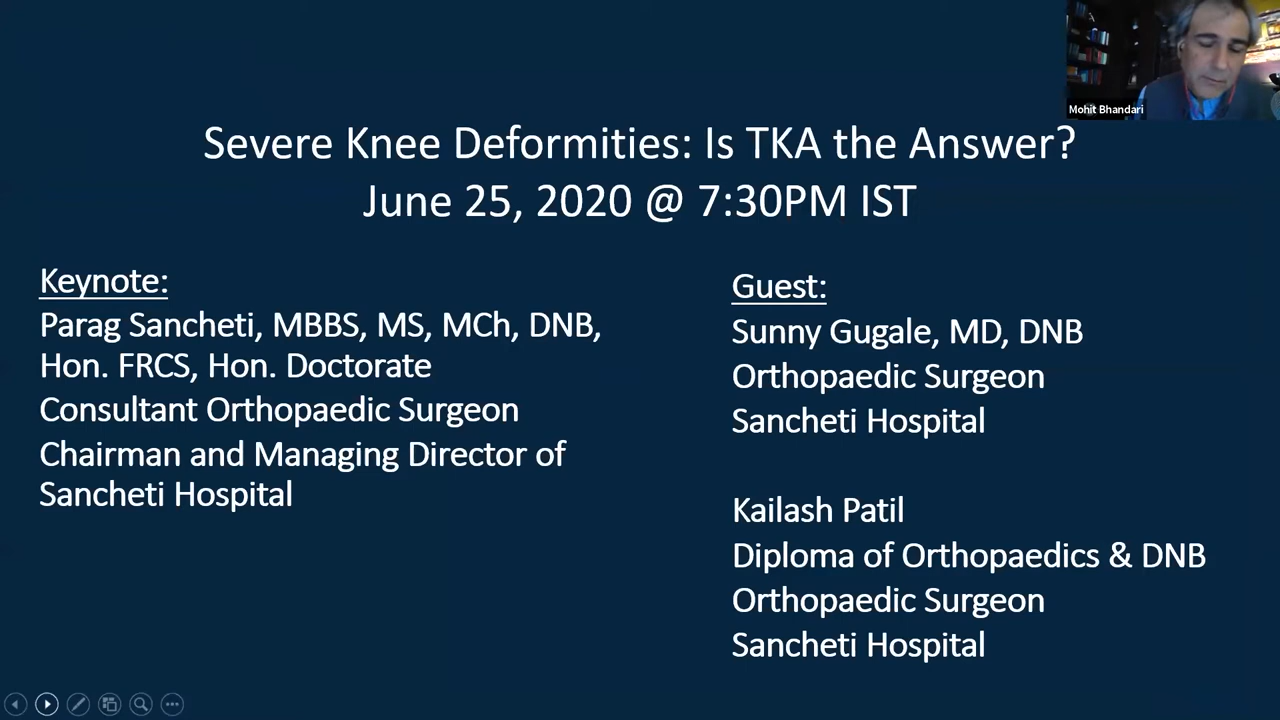 Mohit Bhandari
Severe Knee Deformities: Is TKA the Answer?
June 25, 2020 @ 7:30PM IST
Keynote:
Parag Sancheti, MBBS, MS, MCh, DNB,
Hon. FRCS, Hon. Doctorate
Consultant Orthopaedic Surgeon
Chairman and Managing Director of
Sancheti Hospital
Guest:
Sunny Gugale, MD, DNB
Orthopaedic Surgeon
Sancheti Hospital
Kailash Patil
Diploma of Orthopaedics & DNB
Orthopaedic Surgeon
Sancheti Hospital